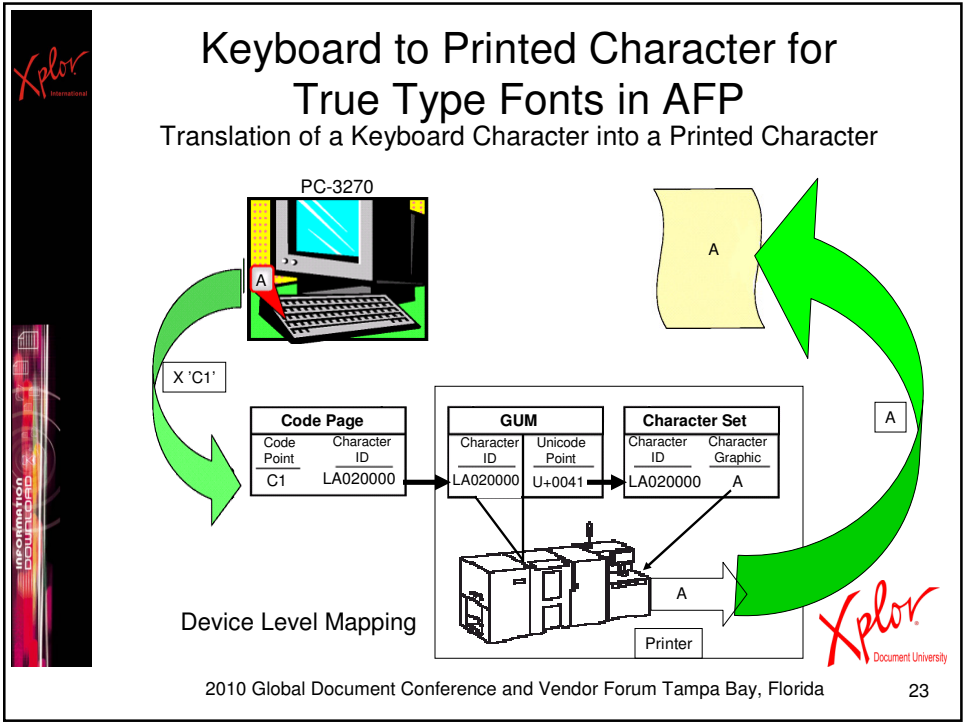 Xplor
International
Keyboard to Printed Character for
True Type Fonts in AFP
Translation of a Keyboard Character into a Printed Character
PC-3270
A
A
X 'C1'
Code Page
Code
Point
Character
ID
C1
LA020000
GUM
Character
ID
Unicode
Point
LA020000
U+0041
Character Set
Character
ID
Character
Graphic
LA020000
A
A
A
Printer
Device Level Mapping
INFORMATION
DOWNLOAD
Xplor
Document University
2010 Global Document Conference and Vendor Forum Tampa Bay, Florida
23